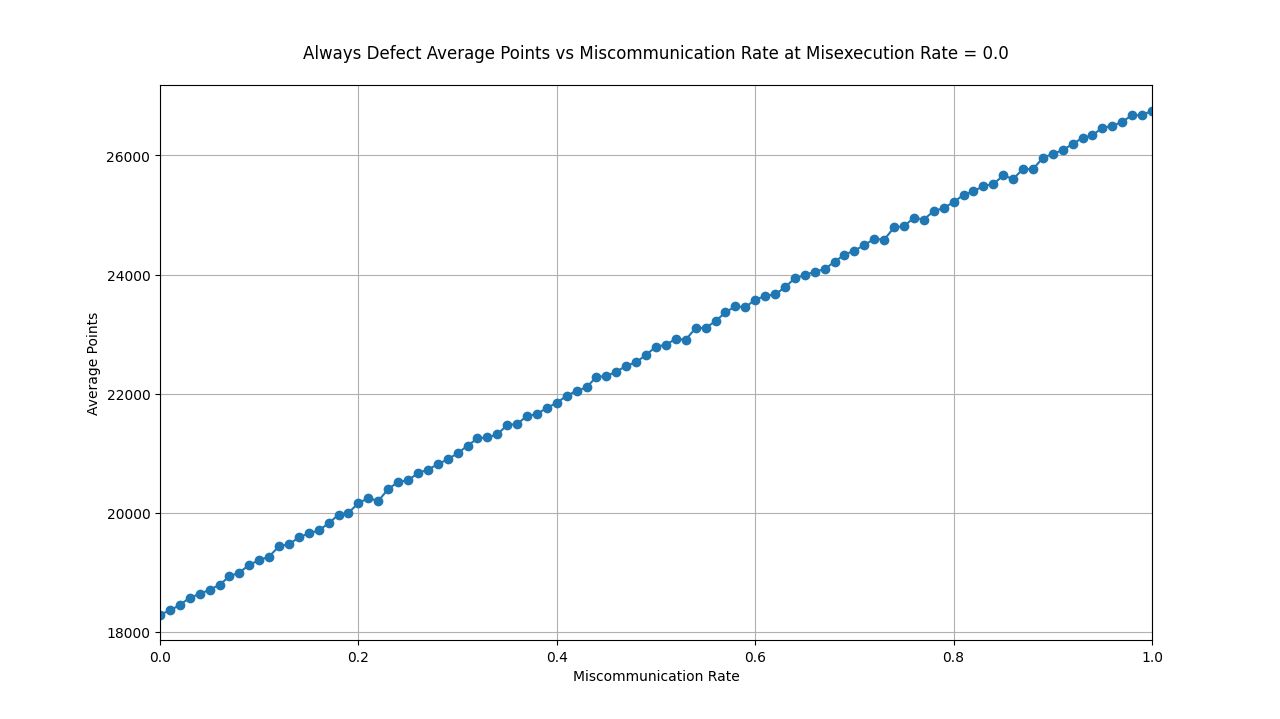 Always Defect Average Points vs Miscommunication Rate at Misexecution Rate = 0.0
Average Points
26000
24000
22000
20000
18000
0.0 0.2 0.4 0.6 0.8 1.0
Miscommunication Rate